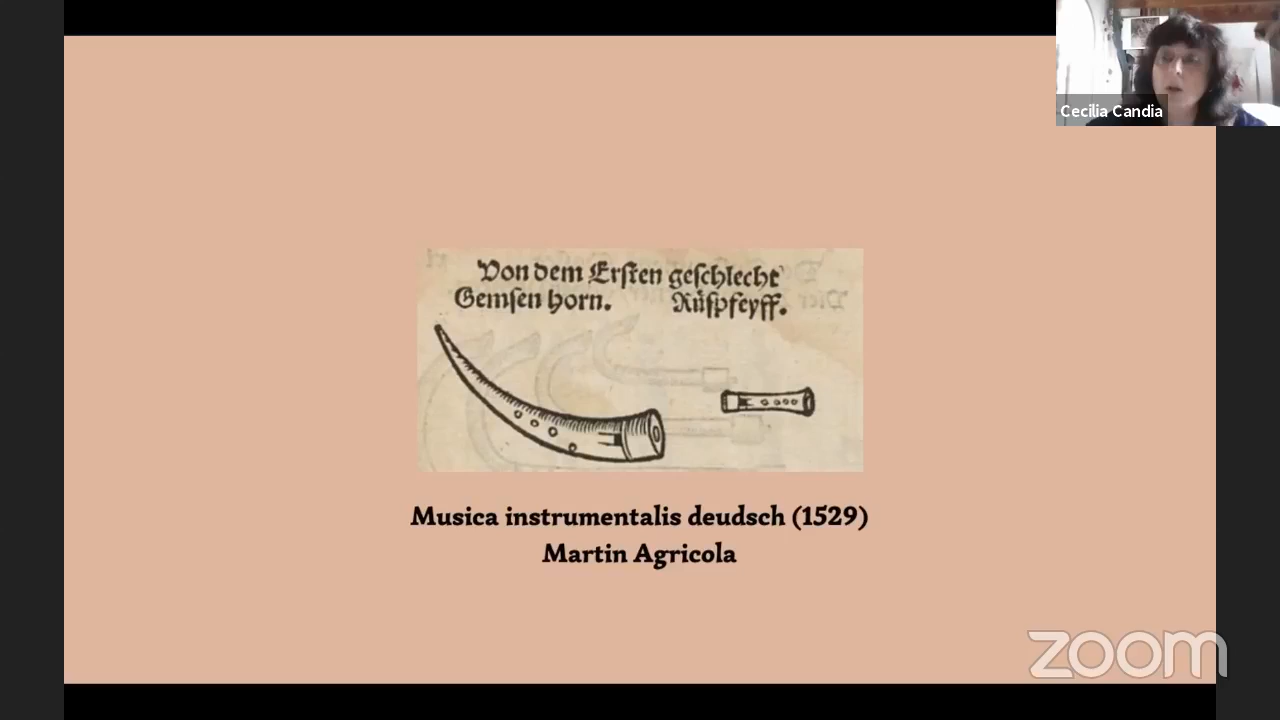 Cecilia Candia
Von dem Ersten geschlecht
Gemsen horn. Rüspfeyff.
Musica instrumentalis deudsch (1529)
Martin Agricola
zoom